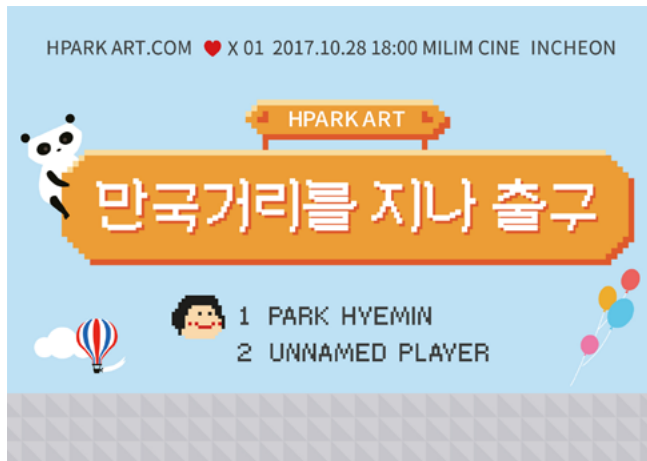 HPARK ART.COM ♥ X 01 2017.10.28 18:00 MILIM CINE INCHEON
HPARK ART
만국거리를 지나 출구
1 PARK HYEMIN
2 UNNAMED PLAYER